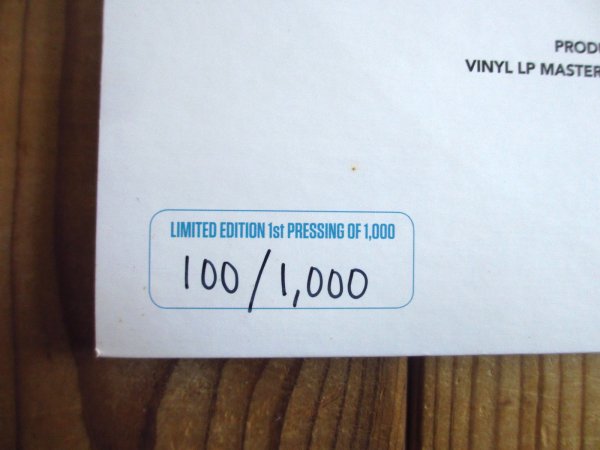 PRODU
VINYL LP MASTER
LIMITED EDITION 1st PRESSING OF 1,000
100/1,000